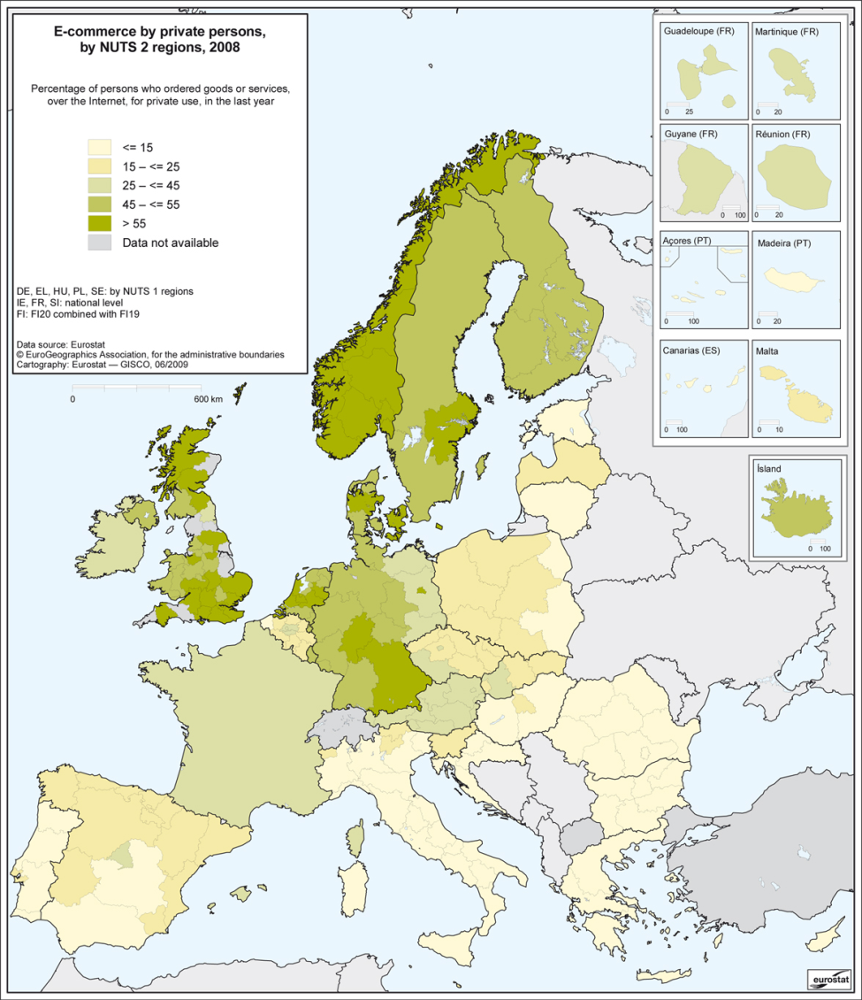 E-commerce by private persons,
by NUTS 2 regions, 2008
Percentage of persons who ordered goods or services,
over the Internet, for private use, in the last year
<= 15
15 – <= 25
25 – <= 45
45 – <= 55
> 55
Data not available
DE, EL, HU, PL, SE: by NUTS 1 regions
IE, FR, SI: national level
FI: FI20 combined with FI19
Data source: Eurostat
© EuroGeographics Association, for the administrative boundaries
Cartography: Eurostat — GISCO, 06/2009
0 600 km
Guadeloupe (FR)
0 25
Martinique (FR)
0 20
Guyane (FR)
0 100
Réunion (FR)
0 20
Açores (PT)
0 100
Madeira (PT)
0 20
Canarias (ES)
0 100
Malta
0 10
Ísland
0 100
eurostat